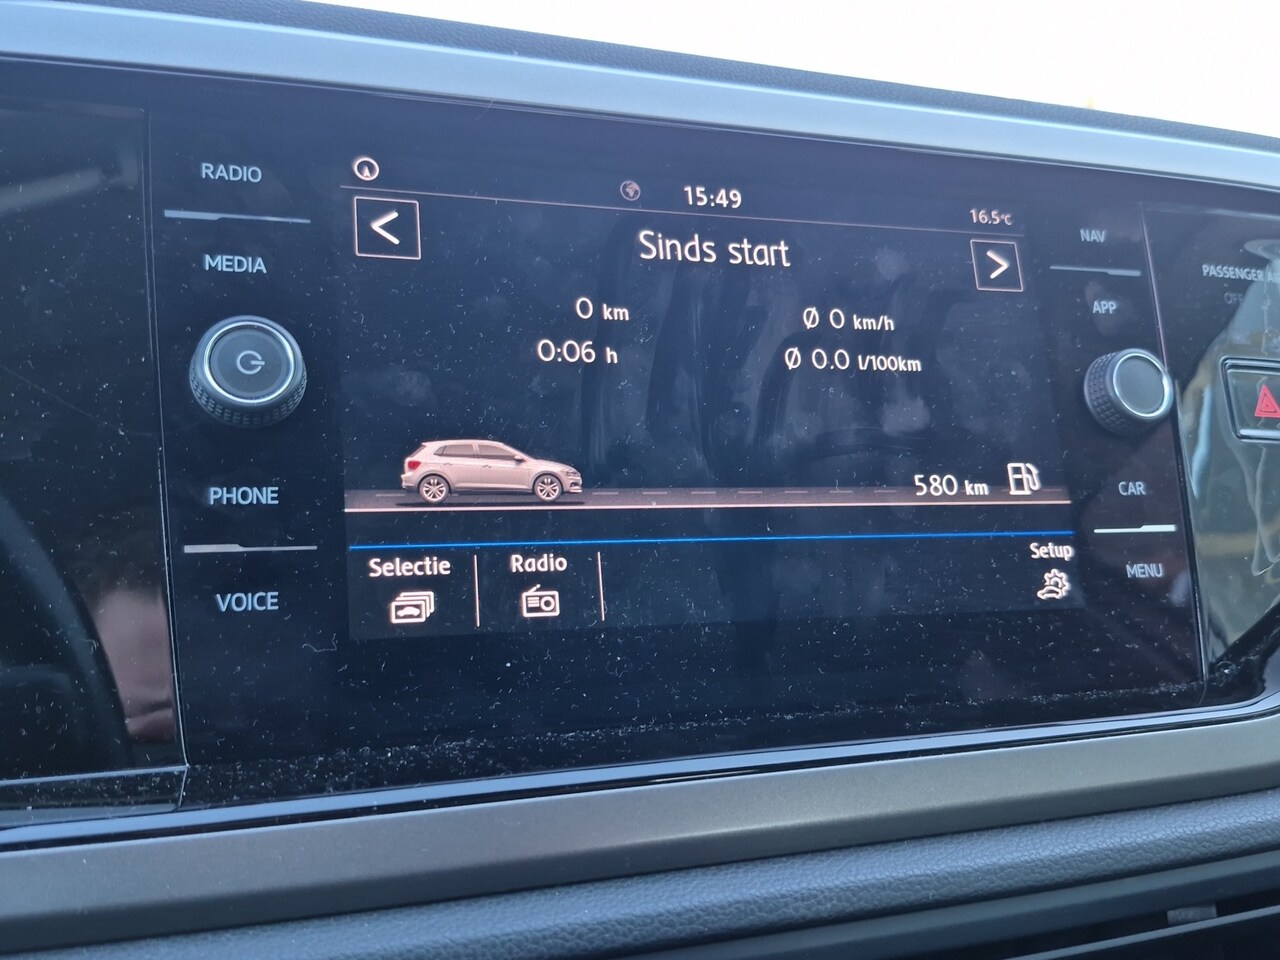 RADIO
MEDIA
PHONE
VOICE
15:49
16.5°C
<
Sinds start
>
0 km
Ø 0 km/h
0:06 h
Ø 0.0 l/100km
580 km
Selectie
Radio
Setup
NAV
APP
CAR
MENU
PASSENGER